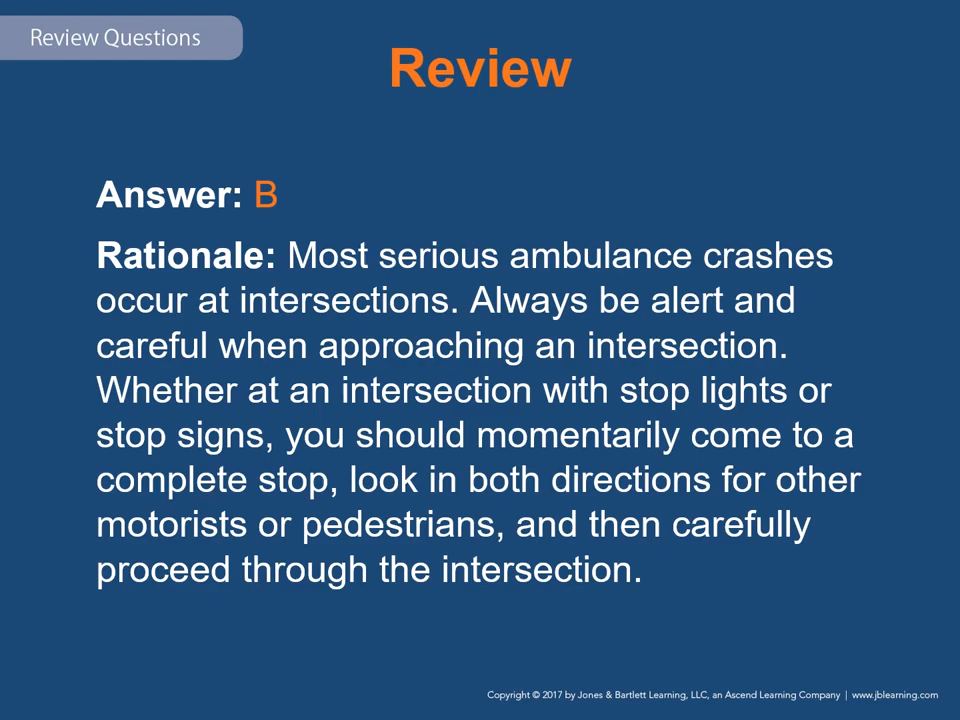 Review Questions
Review
Answer: B
Rationale: Most serious ambulance crashes
occur at intersections. Always be alert and
careful when approaching an intersection.
Whether at an intersection with stop lights or
stop signs, you should momentarily come to a
complete stop, look in both directions for other
motorists or pedestrians, and then carefully
proceed through the intersection.
Copyright © 2017 by Jones & Bartlett Learning, LLC, an Ascend Learning Company | www.jblearning.com